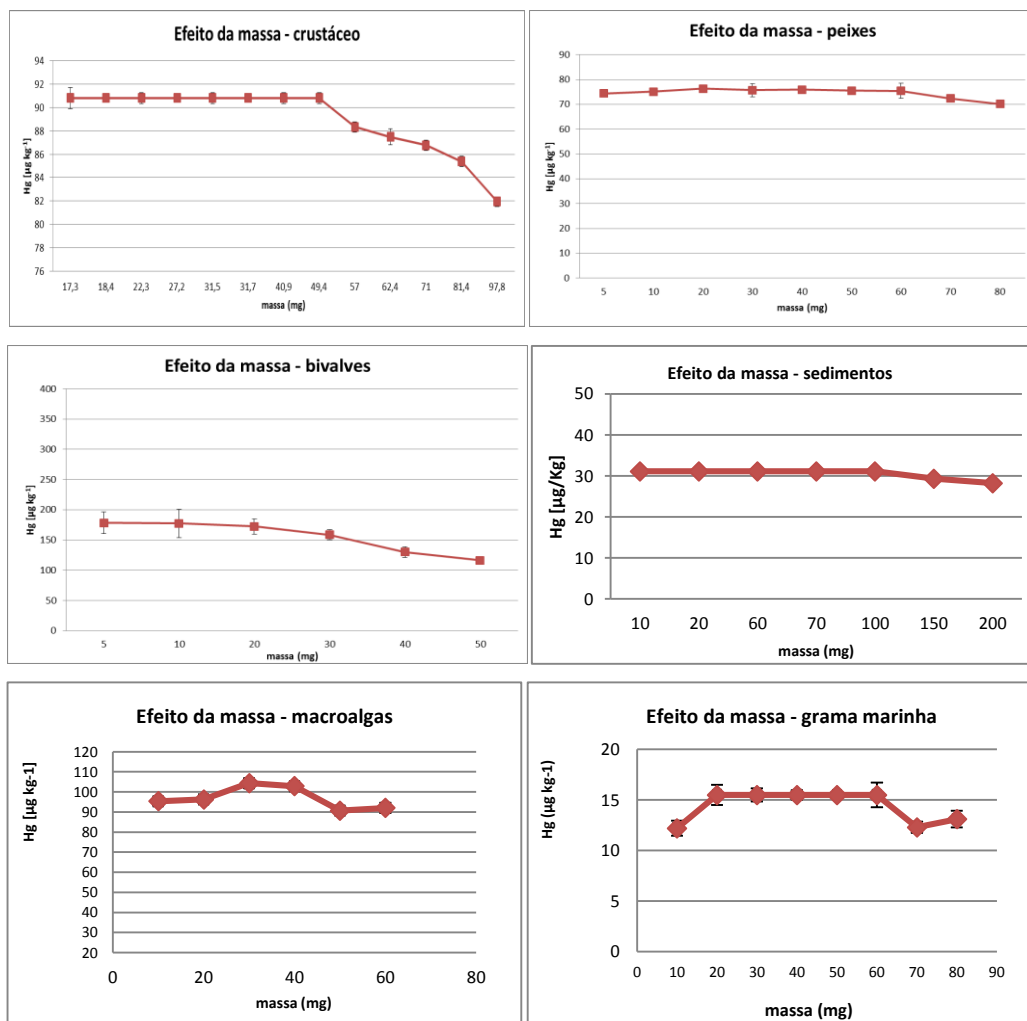 Efeito da massa - crustáceo
94
92
90
88
86
84
82
80
78
76
Hg [µg kg⁻¹]
17,3 18,4 22,3 27,2 31,5 31,7 40,9 49,4 57 62,4 71 81,4 97,8
massa (mg)
Efeito da massa - peixes
90
80
70
60
50
40
30
20
10
0
Hg [µg kg⁻¹]
5 10 20 30 40 50 60 70 80
massa (mg)
Efeito da massa - bivalves
400
350
300
250
200
150
100
50
0
Hg [µg kg⁻¹]
5 10 20 30 40 50
massa (mg)
Efeito da massa - sedimentos
50
40
30
20
10
0
Hg [µg/Kg]
10 20 60 70 100 150 200
massa (mg)
Efeito da massa - macroalgas
120
110
100
90
80
70
60
50
40
30
20
Hg [µg kg-1]
0 20 40 60 80
massa (mg)
Efeito da massa - grama marinha
20
15
10
5
0
Hg (µg kg-1)
0 10 20 30 40 50 60 70 80 90
massa (mg)